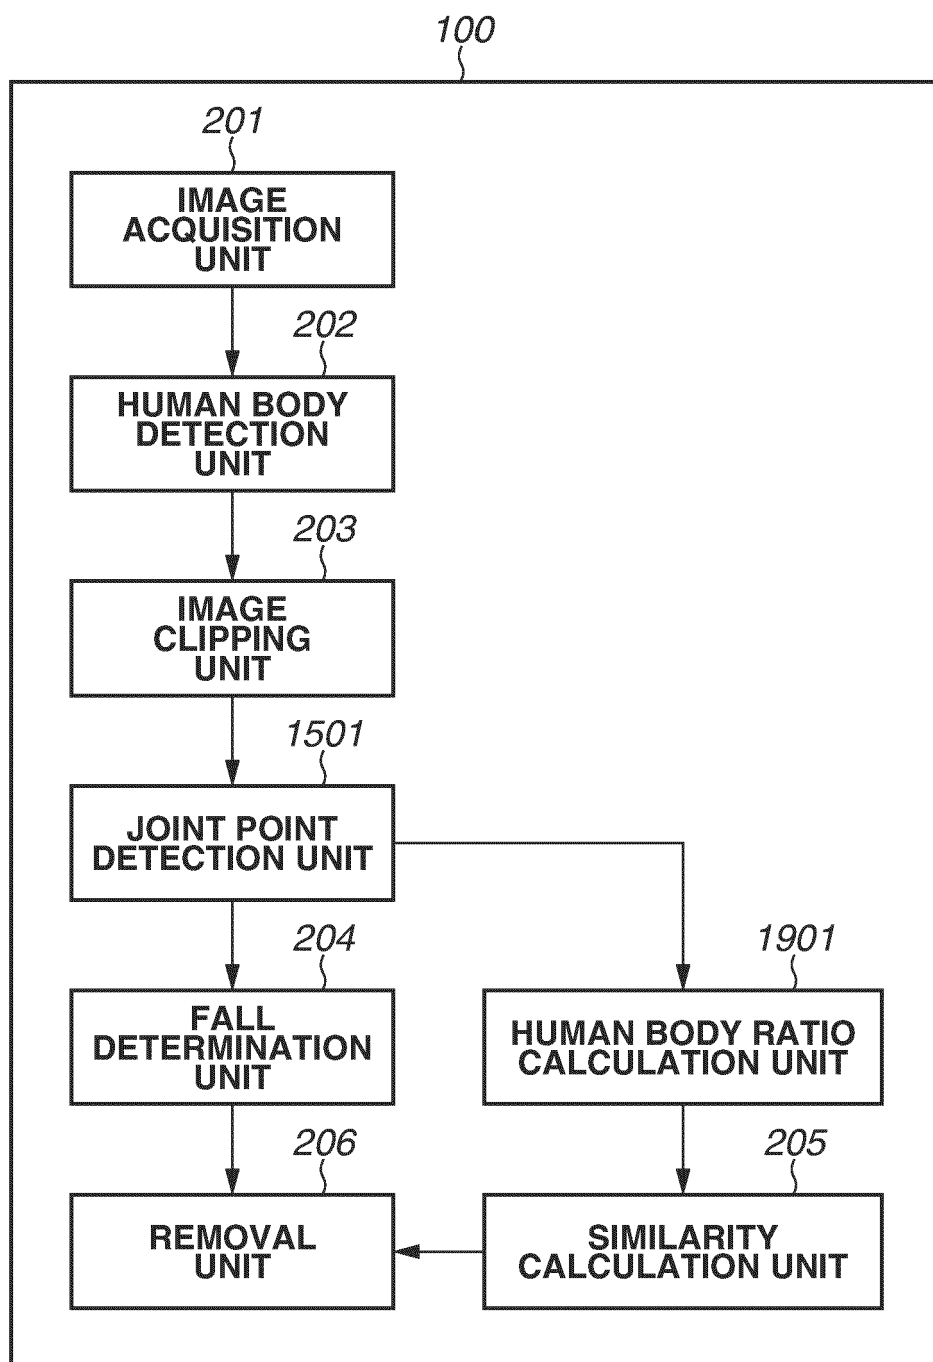 100
201
IMAGE
ACQUISITION
UNIT
202
HUMAN BODY
DETECTION
UNIT
203
IMAGE
CLIPPING
UNIT
1501
JOINT POINT
DETECTION UNIT
204
FALL
DETERMINATION
UNIT
1901
HUMAN BODY RATIO
CALCULATION UNIT
206
REMOVAL
UNIT
205
SIMILARITY
CALCULATION UNIT